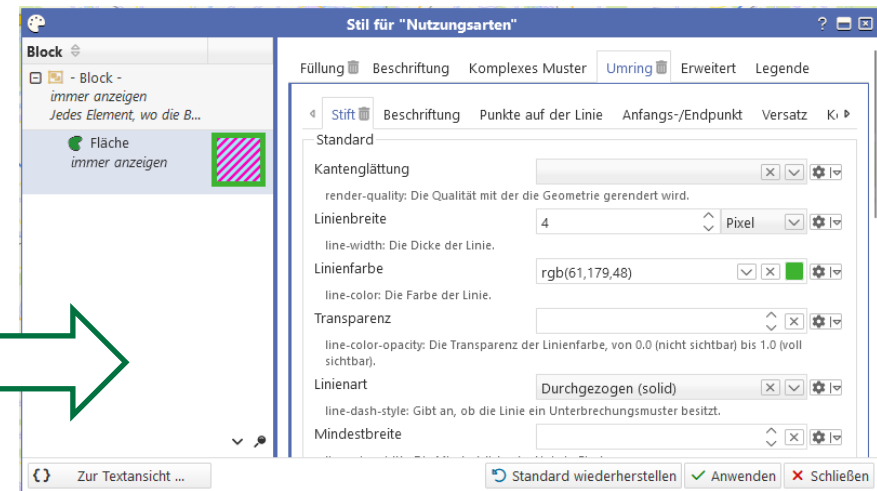 Stil für "Nutzungsarten"
?
Block
- Block -
immer anzeigen
Jedes Element, wo die B...
Fläche
immer anzeigen
Füllung Beschriftung Komplexes Muster Umring Erweitert Legende
Stift Beschriftung Punkte auf der Linie Anfangs-/Endpunkt Versatz
Standard
Kantenglättung
render-quality: Die Qualität mit der die Geometrie gerendert wird.
Linienbreite 4 Pixel
line-width: Die Dicke der Linie.
Linienfarbe rgb(61,179,48)
line-color: Die Farbe der Linie.
Transparenz
line-color-opacity: Die Transparenz der Linienfarbe, von 0.0 (nicht sichtbar) bis 1.0 (voll
sichtbar).
Linienart Durchgezogen (solid)
line-dash-style: Gibt an, ob die Linie ein Unterbrechungsmuster besitzt.
Mindestbreite
{} Zur Textansicht ... Standard wiederherstellen Anwenden Schließen